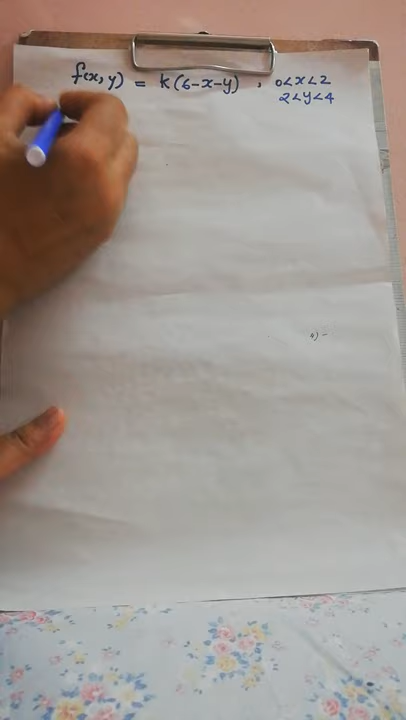 f(x, y) = k(6-x-y) , 0<x<2
2<y<4
a) -